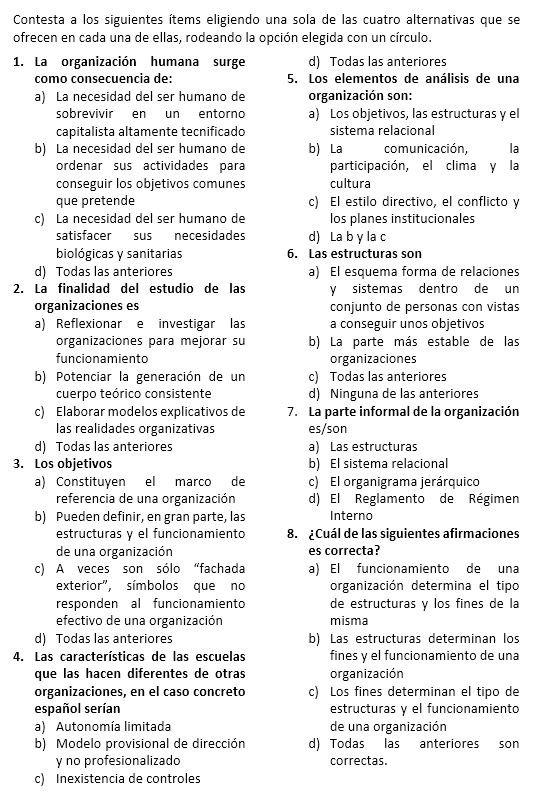 Contesta a los siguientes ítems eligiendo una sola de las cuatro alternativas que se
ofrecen en cada una de ellas, rodeando la opción elegida con un círculo.
1. La organización humana surge
como consecuencia de:
a) La necesidad del ser humano de
sobrevivir en un entorno
capitalista altamente tecnificado
b) La necesidad del ser humano de
ordenar sus actividades para
conseguir los objetivos comunes
que pretende
c) La necesidad del ser humano de
satisfacer sus necesidades
biológicas y sanitarias
d) Todas las anteriores
2. La finalidad del estudio de las
organizaciones es
a) Reflexionar e investigar las
organizaciones para mejorar su
funcionamiento
b) Potenciar la generación de un
cuerpo teórico consistente
c) Elaborar modelos explicativos de
las realidades organizativas
d) Todas las anteriores
3. Los objetivos
a) Constituyen el marco de
referencia de una organización
b) Pueden definir, en gran parte, las
estructuras y el funcionamiento
de una organización
c) A veces son sólo “fachada
exterior”, símbolos que no
responden al funcionamiento
efectivo de una organización
d) Todas las anteriores
4. Las características de las escuelas
que las hacen diferentes de otras
organizaciones, en el caso concreto
español serían
a) Autonomía limitada
b) Modelo provisional de dirección
y no profesionalizado
c) Inexistencia de controles
d) Todas las anteriores
5. Los elementos de análisis de una
organización son:
a) Los objetivos, las estructuras y el
sistema relacional
b) La comunicación, la
participación, el clima y la
cultura
c) El estilo directivo, el conflicto y
los planes institucionales
d) La b y la c
6. Las estructuras son
a) El esquema forma de relaciones
y sistemas dentro de un
conjunto de personas con vistas
a conseguir unos objetivos
b) La parte más estable de las
organizaciones
c) Todas las anteriores
d) Ninguna de las anteriores
7. La parte informal de la organización
es/son
a) Las estructuras
b) El sistema relacional
c) El organigrama jerárquico
d) El Reglamento de Régimen
Interno
8. ¿Cuál de las siguientes afirmaciones
es correcta?
a) El funcionamiento de una
organización determina el tipo
de estructuras y los fines de la
misma
b) Las estructuras determinan los
fines y el funcionamiento de una
organización
c) Los fines determinan el tipo de
estructuras y el funcionamiento
de una organización
d) Todas las anteriores son
correctas.